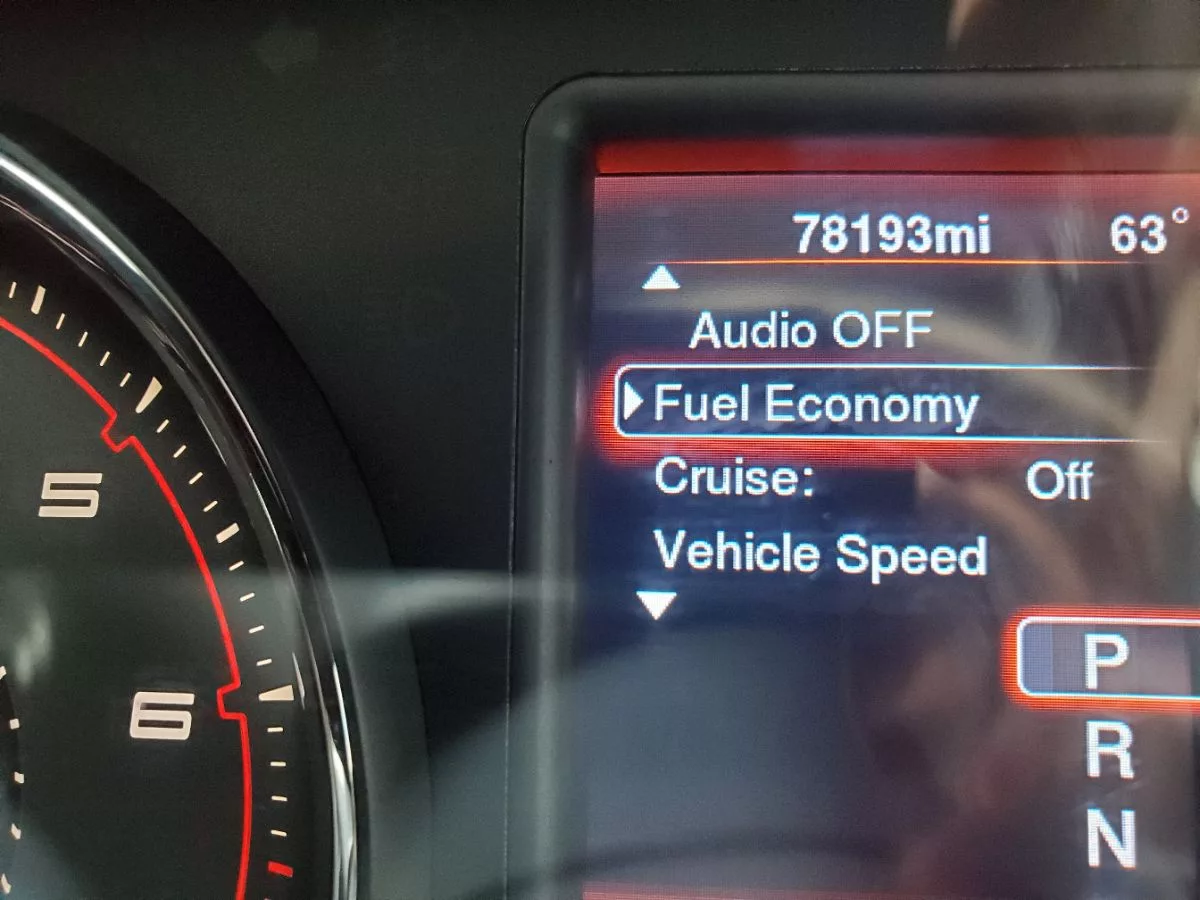 78193mi 63°
Audio OFF
Fuel Economy
Cruise: Off
Vehicle Speed
5
6
P
R
N